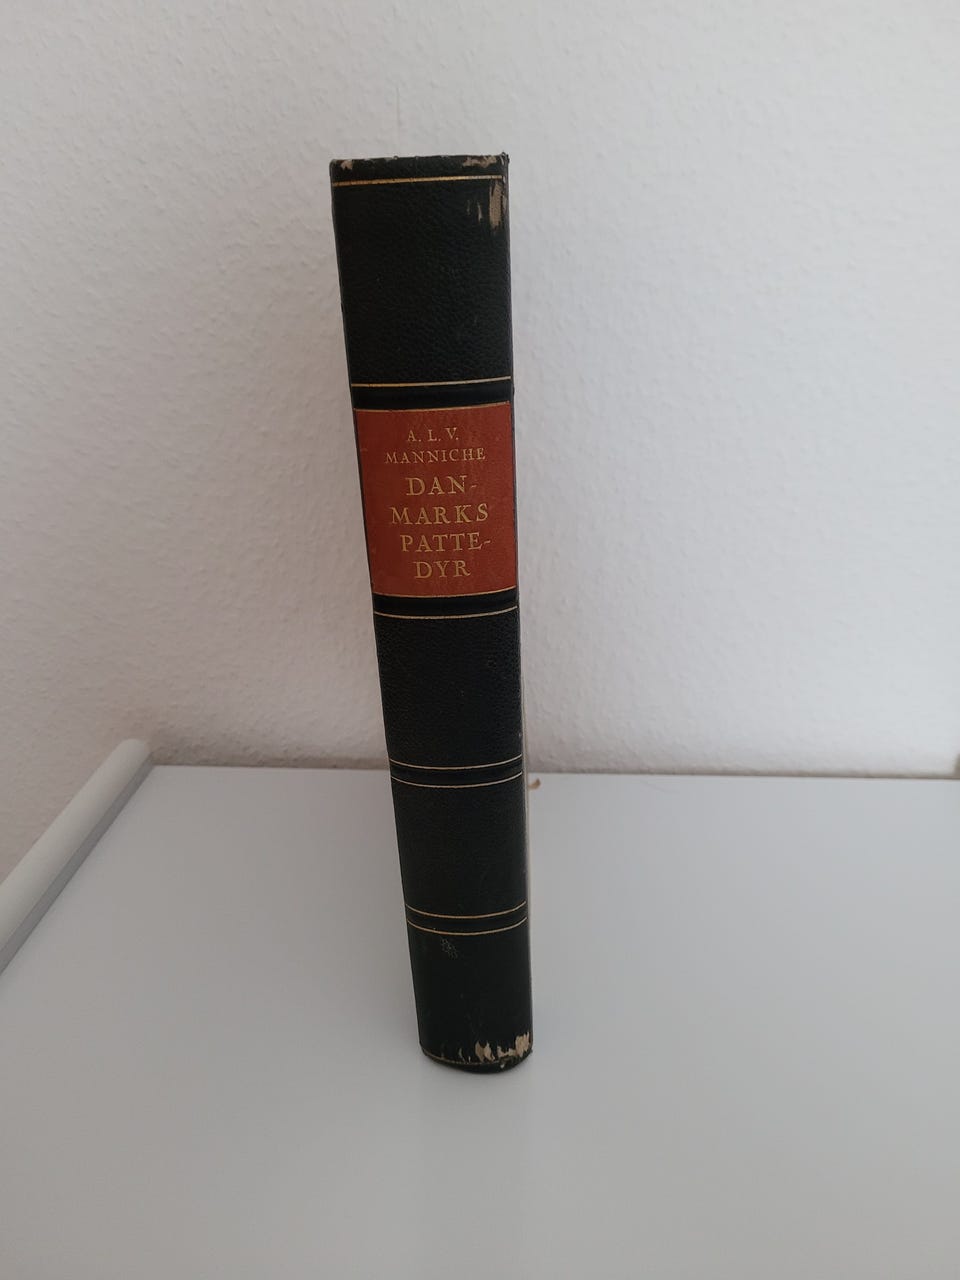 A. L. V.
MANNICHE
DAN-
MARKS
PATTE-
DYR